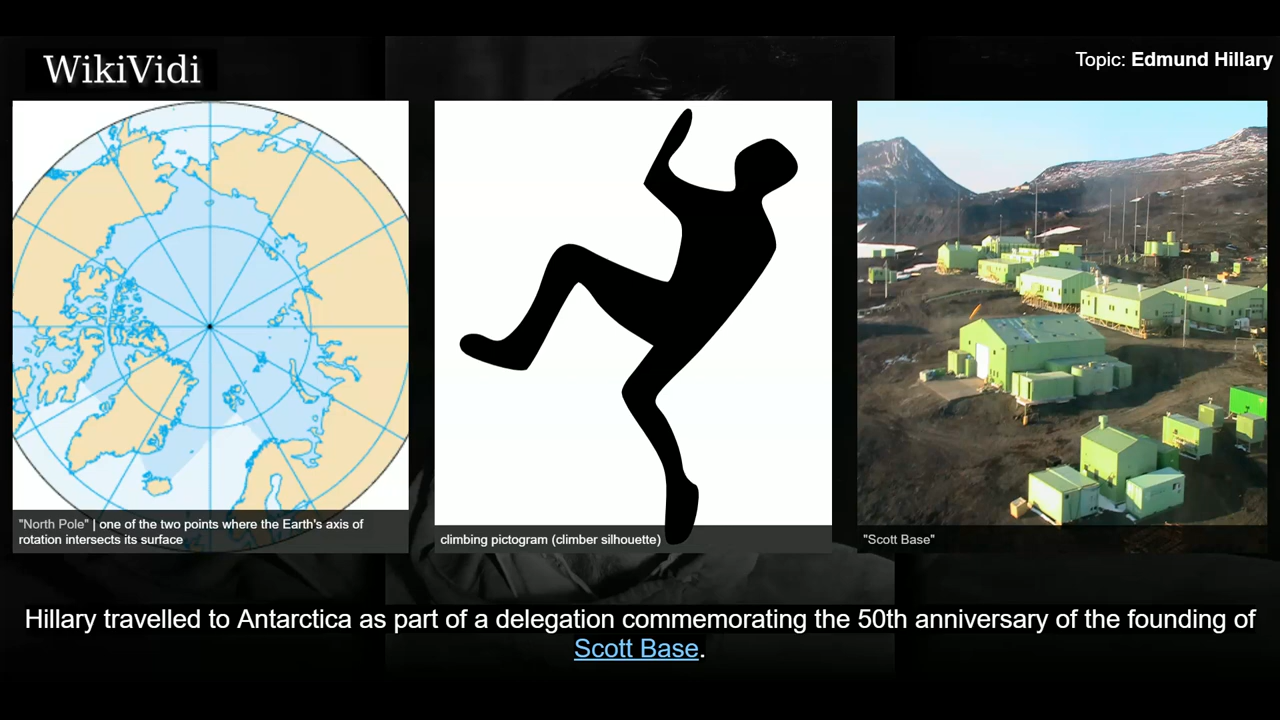 WikiVidi
Topic: Edmund Hillary
"North Pole" | one of the two points where the Earth's axis of
rotation intersects its surface
climbing pictogram (climber silhouette)
"Scott Base"
Hillary travelled to Antarctica as part of a delegation commemorating the 50th anniversary of the founding of
Scott Base.